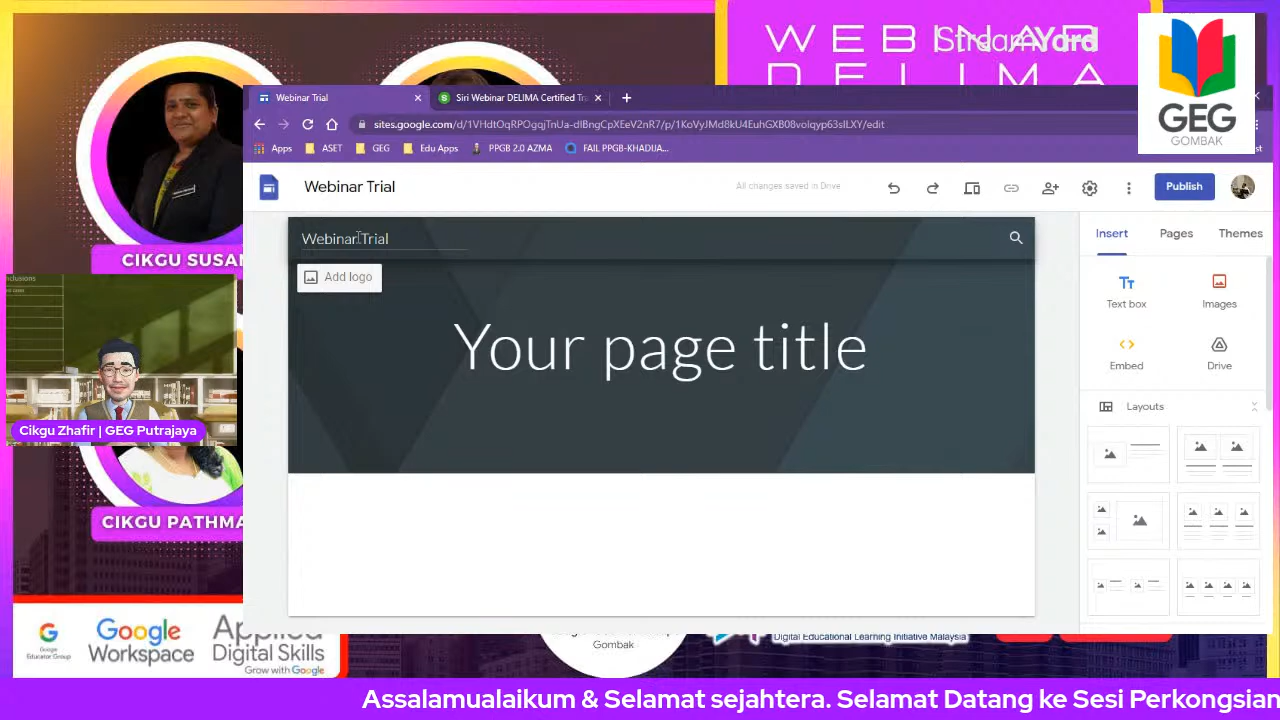 WEBINAR
DELIMA
StreamYard
GEG
GOMBAK
CIKGU SUSAN
Cikgu Zhafir | GEG Putrajaya
CIKGU PATHMA
Webinar Trial
Siri Webinar DELIMA Certified Tr
sites.google.com/d/1VHdtOqRPOgqjTnUa-dIBngCpXEeV2nR7/p/1KoVyJMd8kU4EuhGXB08volqyp63sILXY/edit
Apps
ASET
GEG
Edu Apps
PPGB 2.0 AZMA
FAIL PPGB-KHADIJA...
Webinar Trial
All changes saved in Drive
Publish
Webinar Trial
Add logo
Your page title
Insert
Pages
Themes
Text box
Images
Embed
Drive
Layouts
Google
Educator Group
Google
Workspace
Applied
Digital Skills
Grow with Google
Gombak
Digital Educational Learning Initiative Malaysia
Assalamualaikum & Selamat sejahtera. Selamat Datang ke Sesi Perkongsian